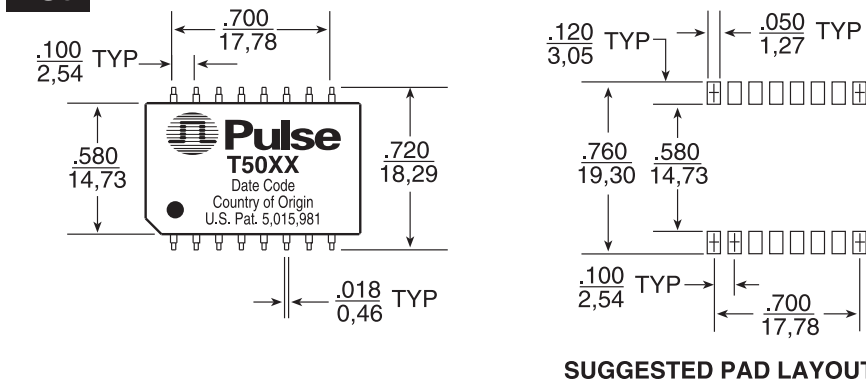 .700
17,78
.100
2,54
TYP
.580
14,73
Pulse
T50XX
Date Code
Country of Origin
U.S. Pat. 5,015,981
.720
18,29
.018
0,46
TYP
.120
3,05
TYP
.050
1,27
TYP
.760
19,30
.580
14,73
.100
2,54
TYP
.700
17,78
SUGGESTED PAD LAYOUT